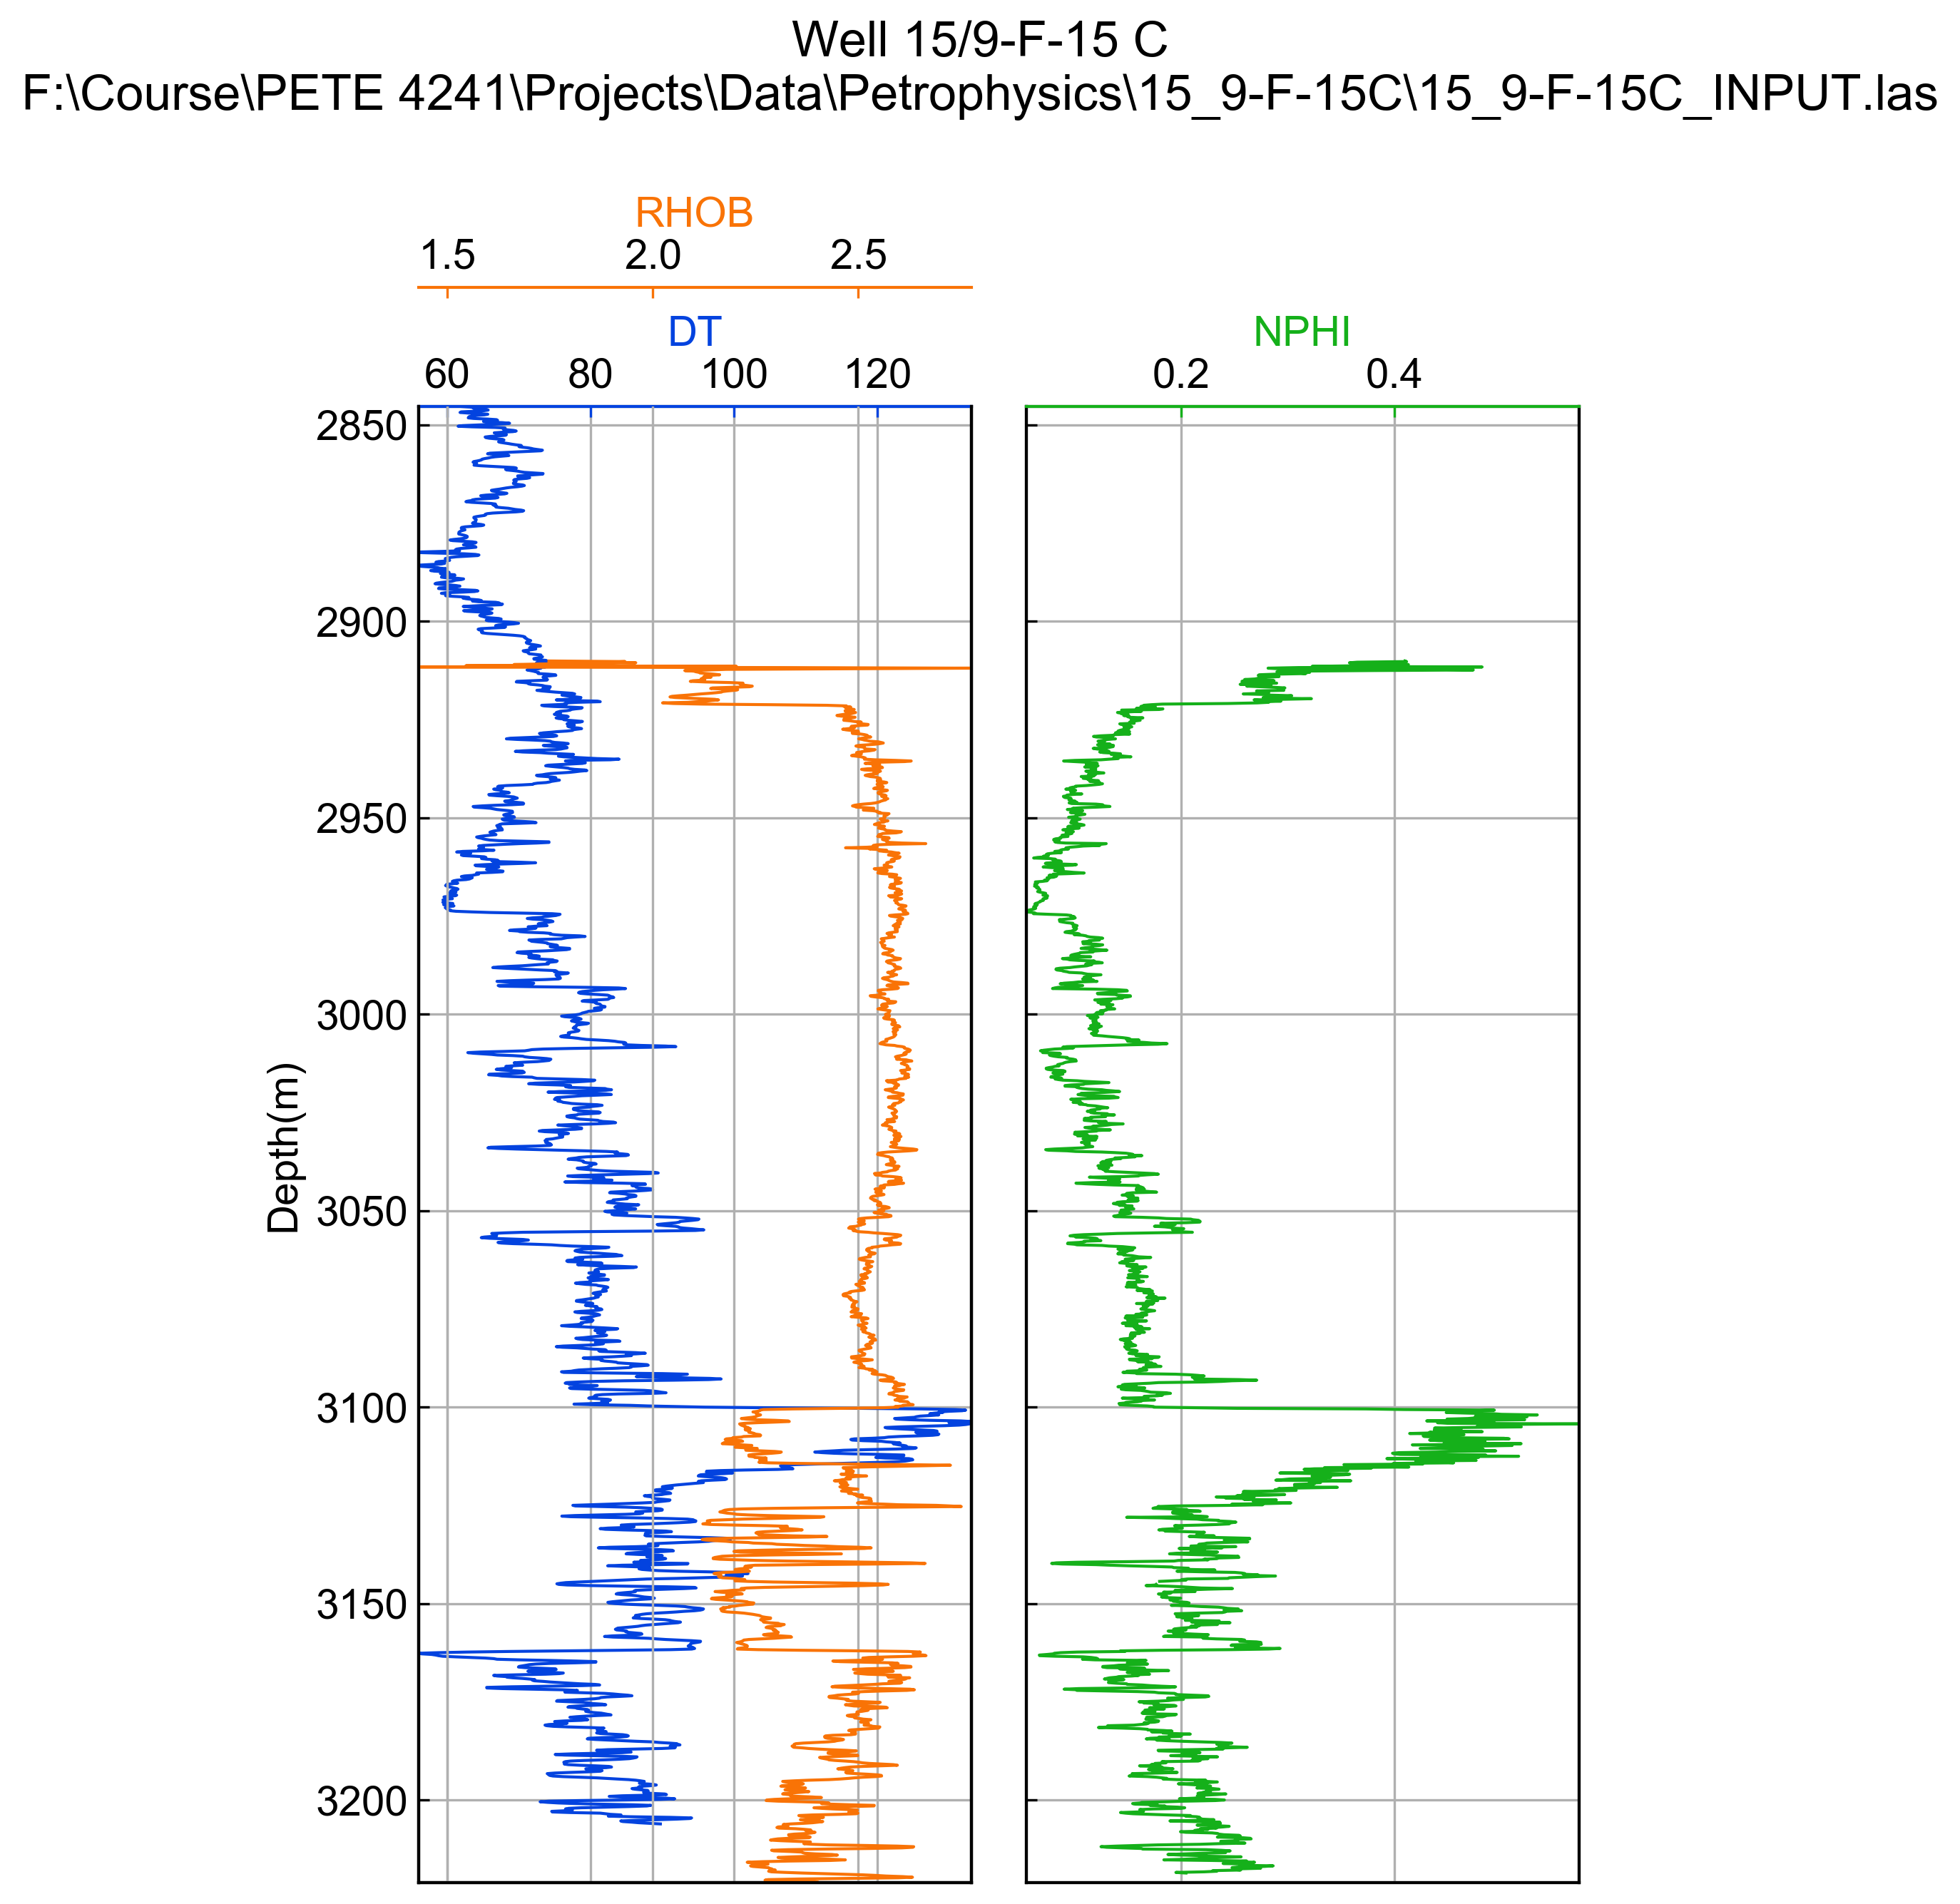 Well 15/9-F-15 C
F:\Course\PETE 4241\Projects\Data\Petrophysics\15_9-F-15C\15_9-F-15C_INPUT.las
RHOB
1.5 2.0 2.5
DT NPHI
60 80 100 120 0.2 0.4
2850
2900
2950
3000
Depth(m)
3050
3100
3150
3200